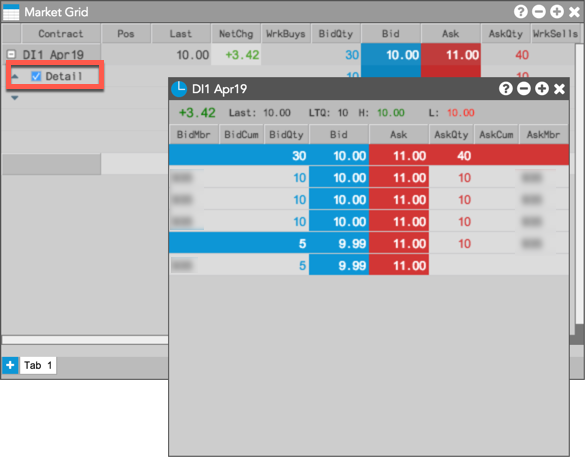 Market Grid
Contract Pos Last NetChg WrkBuys BidQty Bid Ask AskQty WrkSells
DI1 Apr19 10.00 +3.42 30 10.00 11.00 40
Detail
DI1 Apr19
+3.42 Last: 10.00 LTQ: 10 H: 10.00 L: 10.00
BidMbr BidCum BidQty Bid Ask AskQty AskCum AskMbr
30 10.00 11.00 40
10 10.00 11.00 10
10 10.00 11.00 10
10 10.00 11.00 10
5 9.99 11.00 10
5 9.99 11.00
Tab 1